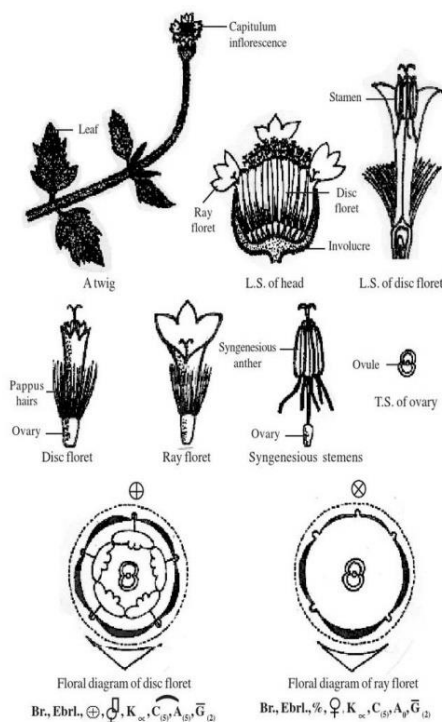 Capitulum
inflorescence
Leaf
Stamen
Ray
floret
Disc
floret
Involucre
A twig
L.S. of head
L.S. of disc floret
Pappus
hairs
Ovary
Disc floret
Ray floret
Syngenesious
anther
Ovary
Syngenesious stemens
Ovule
T.S. of ovary
Floral diagram of disc floret
Br., Ebrl., ⊕, ⚥, K∝, C(5), A(5), G̅(2)
Floral diagram of ray floret
Br., Ebrl., %, ♀, K∝, C(5), A0, G̅(2)